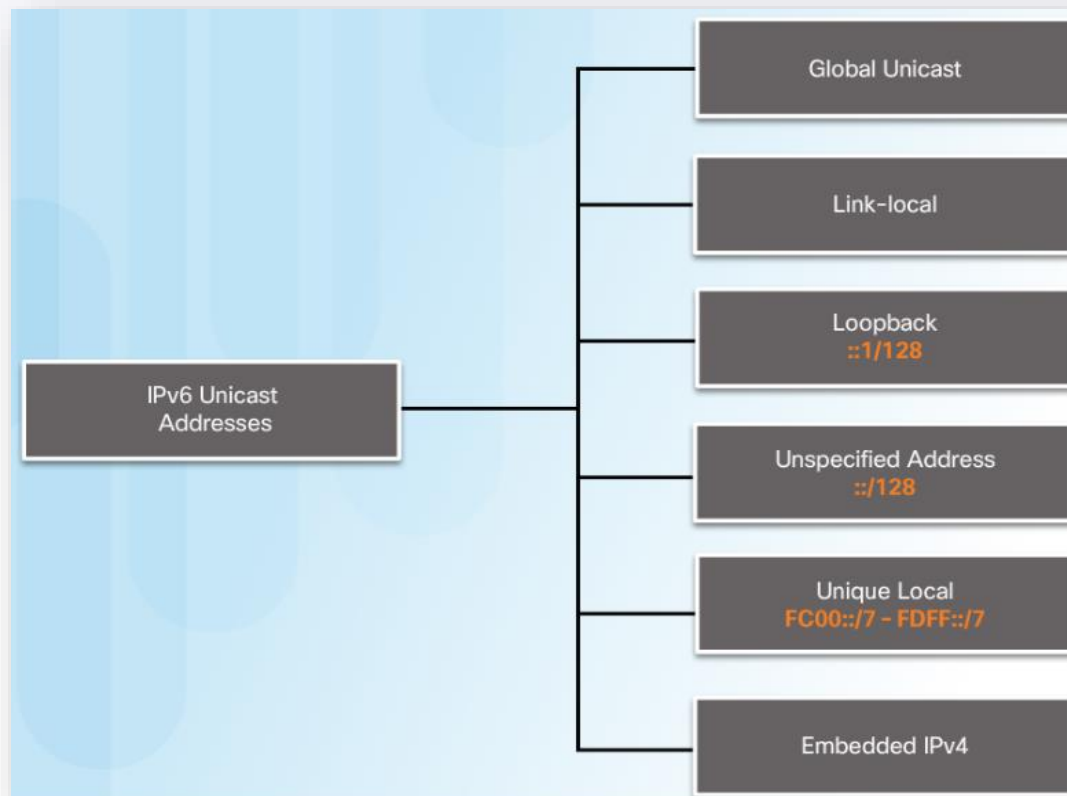 Global Unicast
Link-local
Loopback
::1/128
IPv6 Unicast
Addresses
Unspecified Address
::/128
Unique Local
FC00::/7 - FDFF::/7
Embedded IPv4